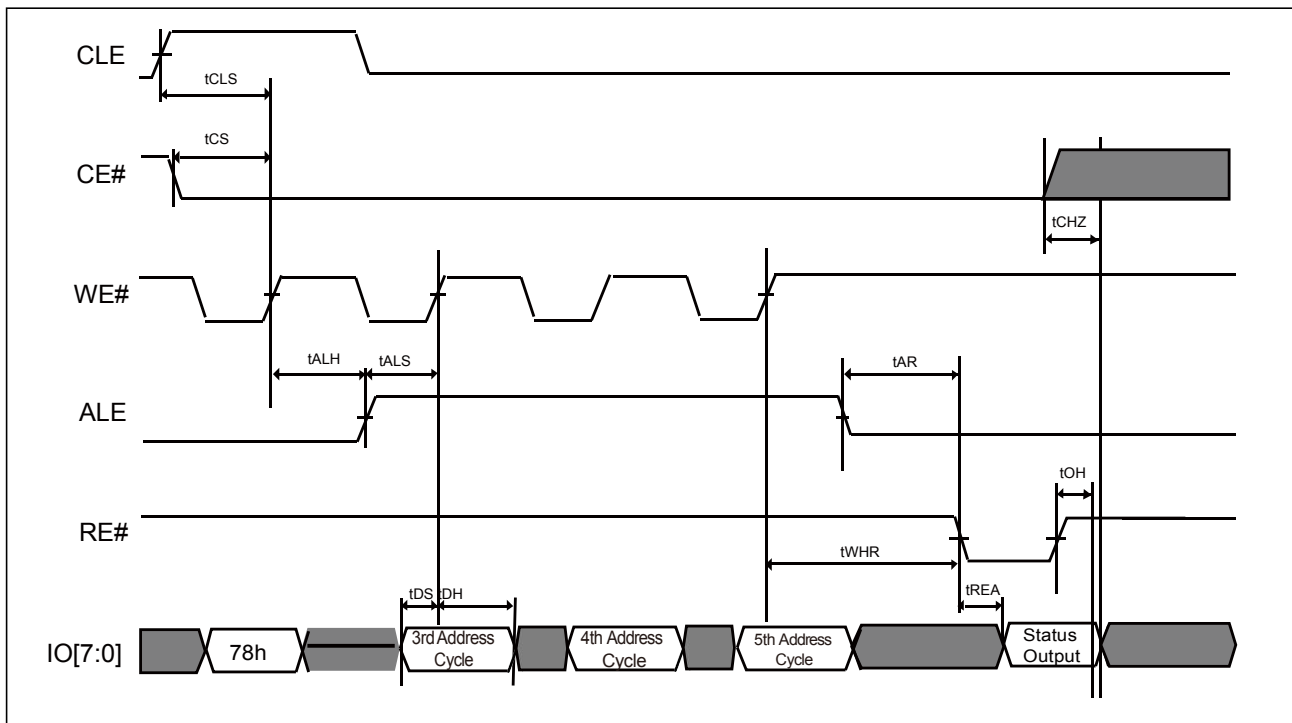 CLE
tCLS
tCS
CE#
tCHZ
WE#
tALH
tALS
tAR
ALE
tOH
RE#
tWHR
tREA
tDS
tDH
IO[7:0]
78h
3rd Address
Cycle
4th Address
Cycle
5th Address
Cycle
Status
Output